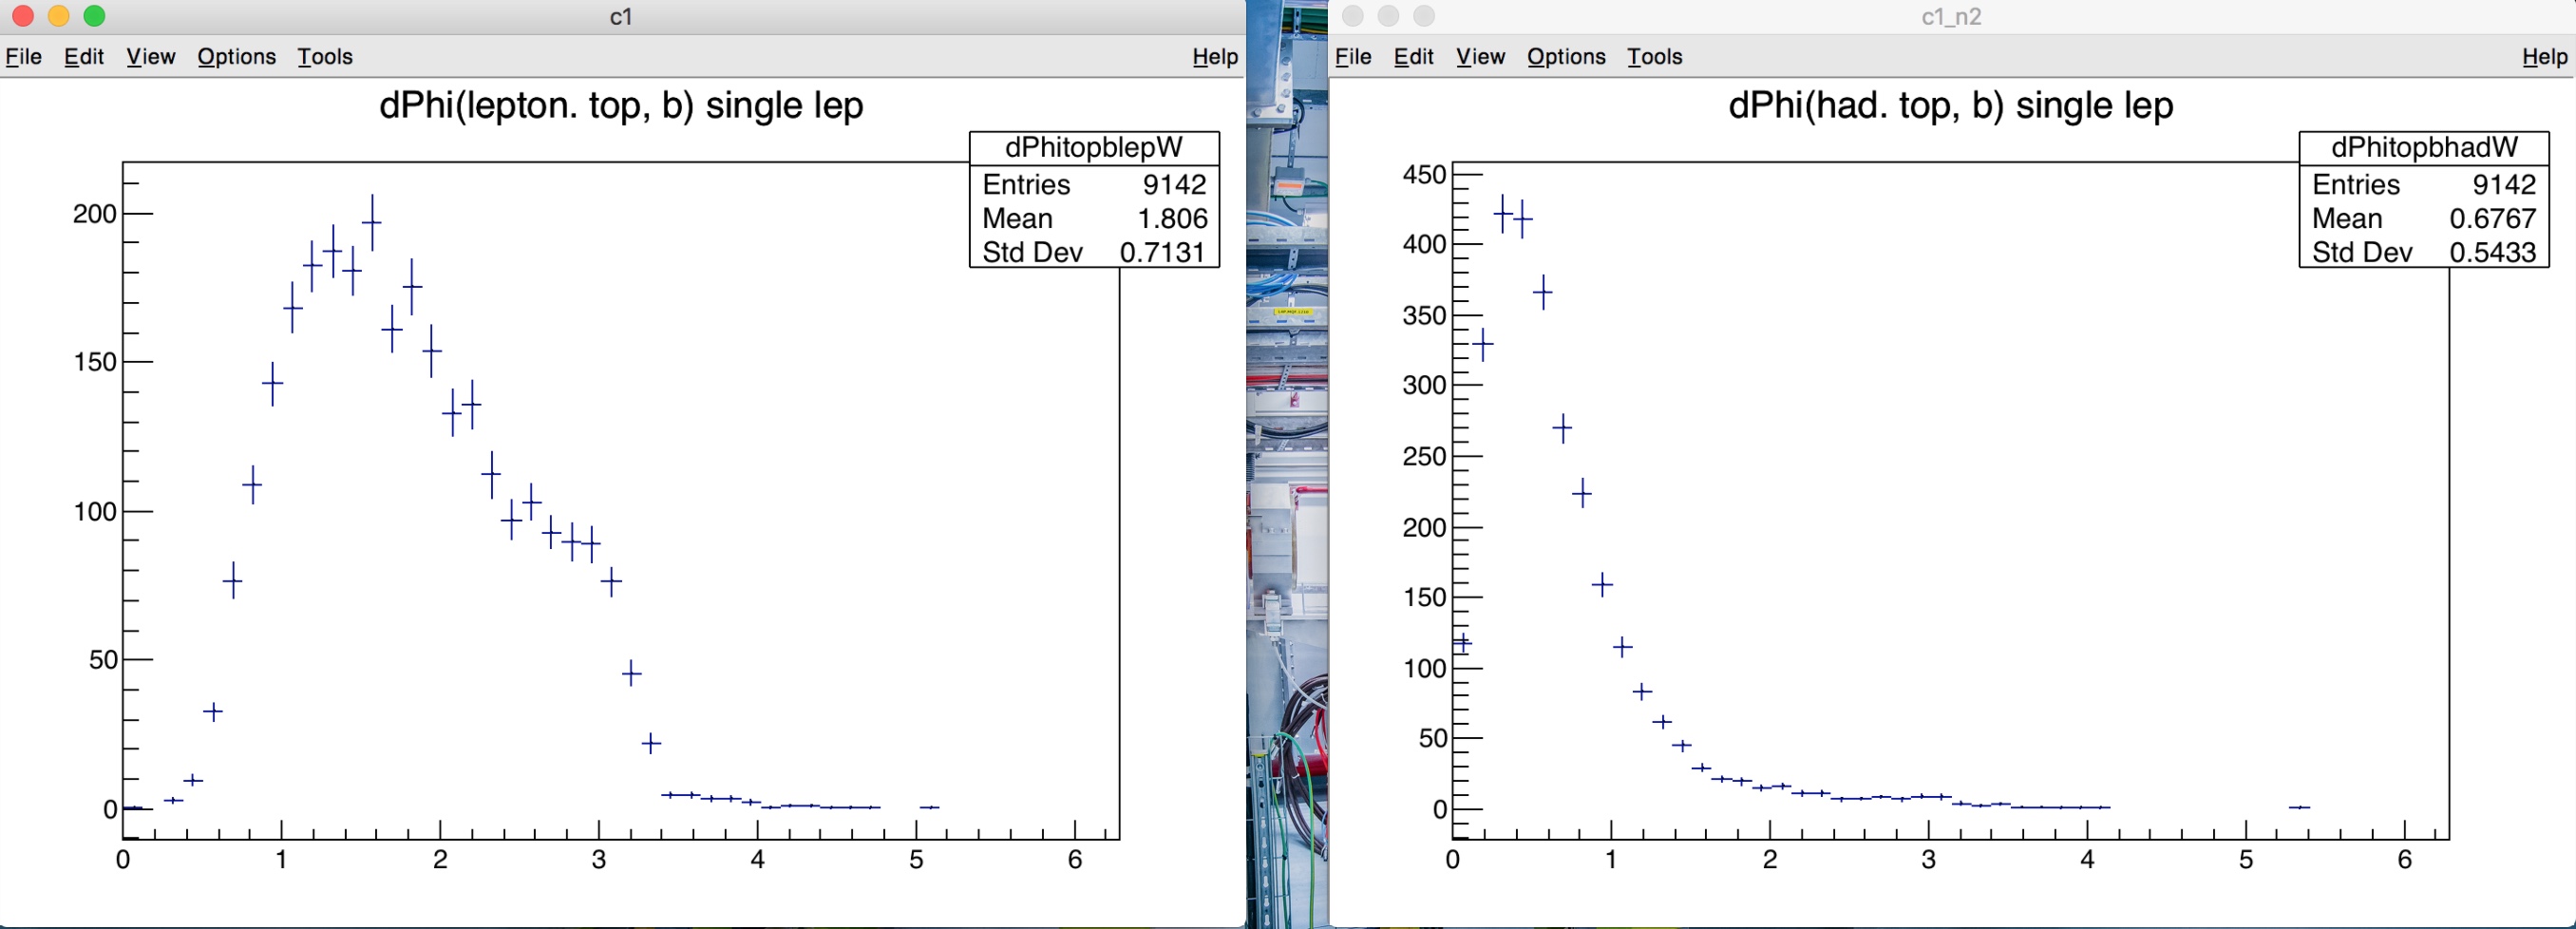 c1
File Edit View Options Tools Help
dPhi(lepton. top, b) single lep
dPhitopblepW
Entries 9142
Mean 1.806
Std Dev 0.7131
200
150
100
50
0
0 1 2 3 4 5 6
c1_n2
File Edit View Options Tools Help
dPhi(had. top, b) single lep
dPhitopbhadW
Entries 9142
Mean 0.6767
Std Dev 0.5433
450
400
350
300
250
200
150
100
50
0
0 1 2 3 4 5 6